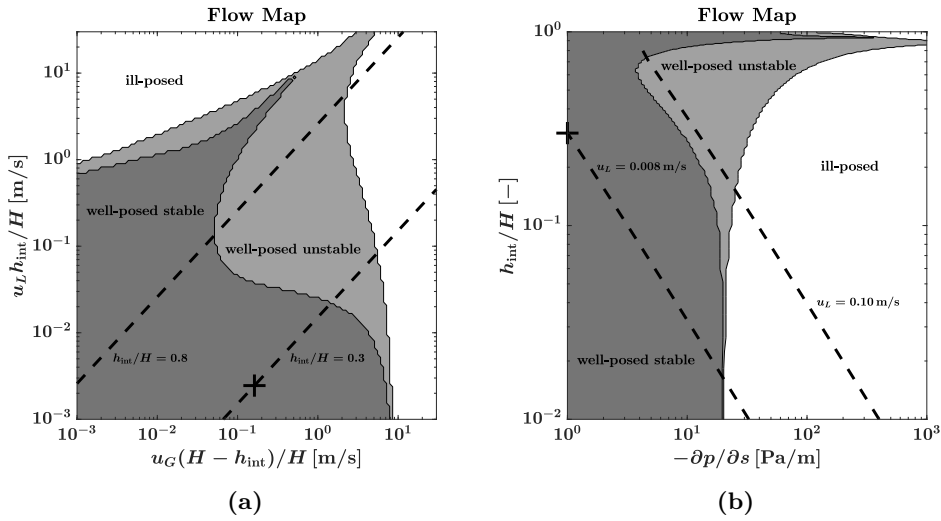 Flow Map
10^1
10^0
10^-1
10^-2
10^-3
u_L h_int/H [m/s]
ill-posed
well-posed stable
well-posed unstable
h_int/H = 0.8
h_int/H = 0.3
10^-3
10^-2
10^-1
10^0
10^1
u_G(H − h_int)/H [m/s]
(a)
Flow Map
10^0
10^-1
10^-2
h_int/H [−]
well-posed unstable
u_L = 0.008 m/s
ill-posed
u_L = 0.10 m/s
well-posed stable
10^0
10^1
10^2
10^3
−∂p/∂s [Pa/m]
(b)